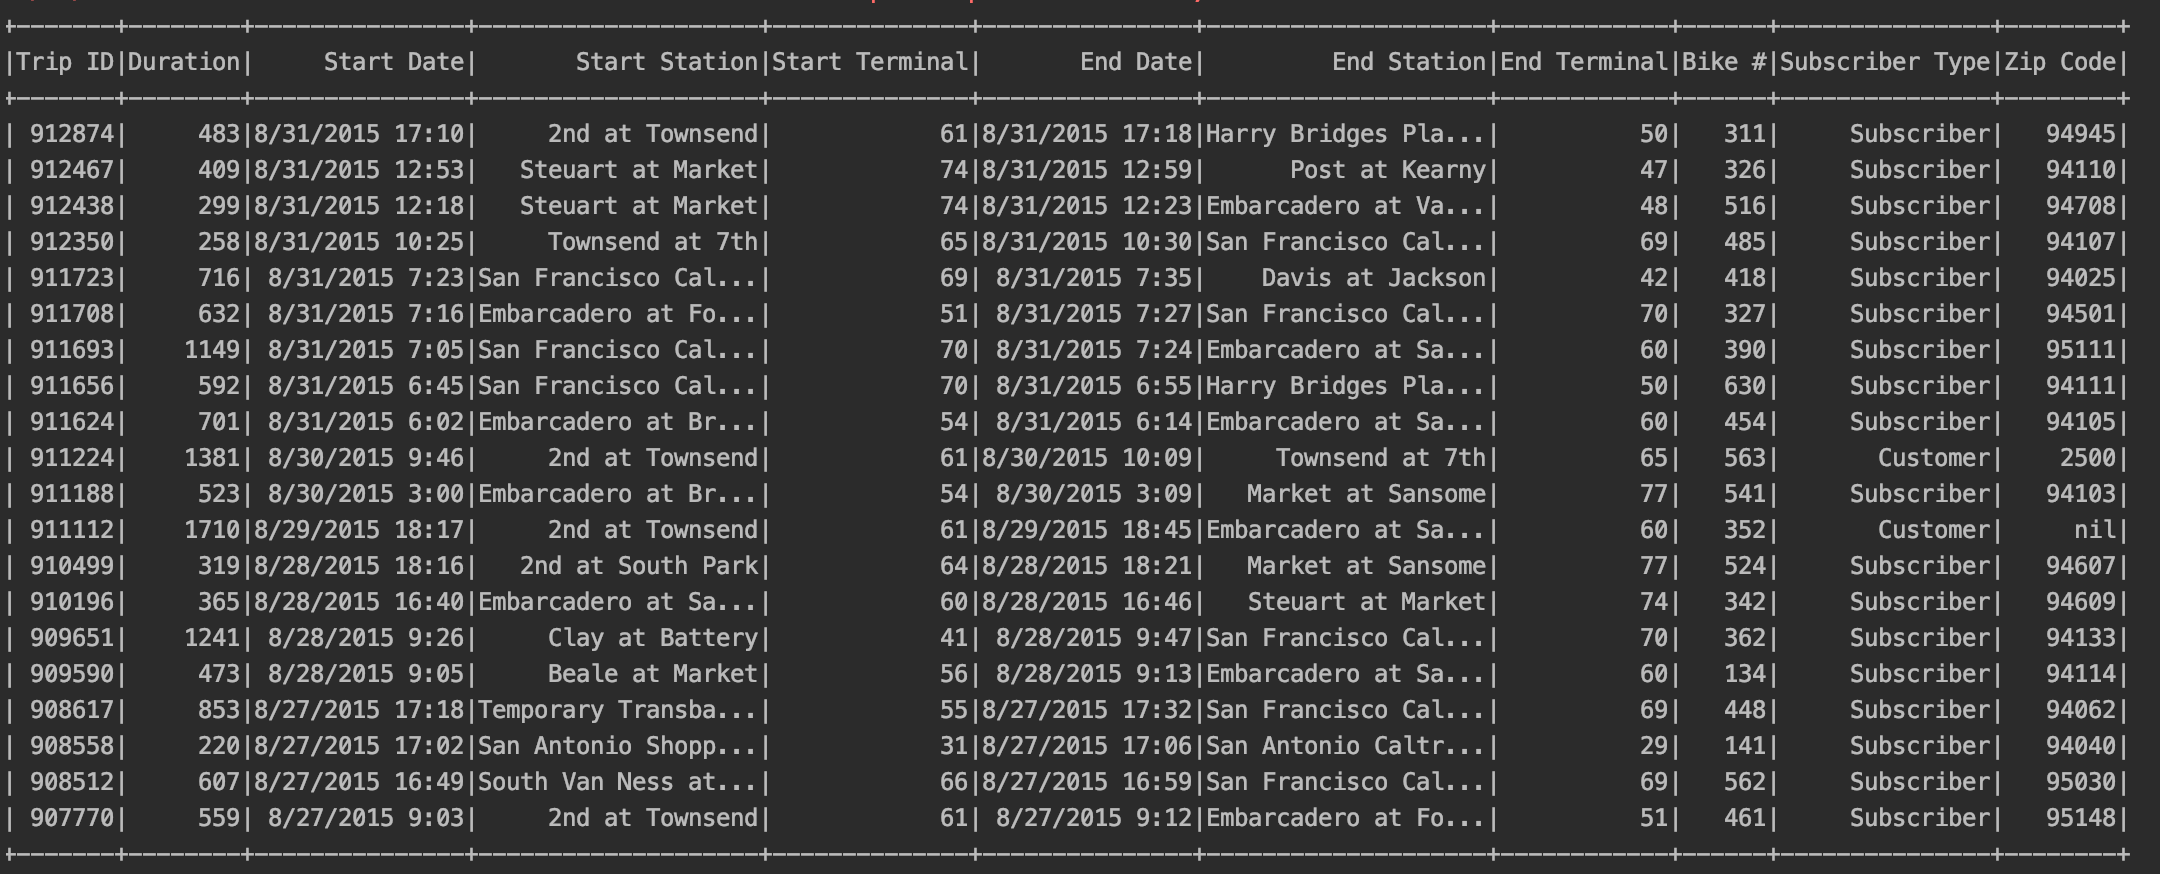 +-------+--------+---------------+--------------------+--------------+---------------+--------------------+------------+------+---------------+--------+
|Trip ID|Duration|     Start Date|       Start Station|Start Terminal|       End Date|         End Station|End Terminal|Bike #|Subscriber Type|Zip Code|
+-------+--------+---------------+--------------------+--------------+---------------+--------------------+------------+------+---------------+--------+
| 912874|     483|8/31/2015 17:10|     2nd at Townsend|            61|8/31/2015 17:18|Harry Bridges Pla...|          50|   311|     Subscriber|   94945|
| 912467|     409|8/31/2015 12:53|   Steuart at Market|            74|8/31/2015 12:59|      Post at Kearny|          47|   326|     Subscriber|   94110|
| 912438|     299|8/31/2015 12:18|   Steuart at Market|            74|8/31/2015 12:23|Embarcadero at Va...|          48|   516|     Subscriber|   94708|
| 912350|     258|8/31/2015 10:25|     Townsend at 7th|            65|8/31/2015 10:30|San Francisco Cal...|          69|   485|     Subscriber|   94107|
| 911723|     716| 8/31/2015 7:23|San Francisco Cal...|            69| 8/31/2015 7:35|    Davis at Jackson|          42|   418|     Subscriber|   94025|
| 911708|     632| 8/31/2015 7:16|Embarcadero at Fo...|            51| 8/31/2015 7:27|San Francisco Cal...|          70|   327|     Subscriber|   94501|
| 911693|    1149| 8/31/2015 7:05|San Francisco Cal...|            70| 8/31/2015 7:24|Embarcadero at Sa...|          60|   390|     Subscriber|   95111|
| 911656|     592| 8/31/2015 6:45|San Francisco Cal...|            70| 8/31/2015 6:55|Harry Bridges Pla...|          50|   630|     Subscriber|   94111|
| 911624|     701| 8/31/2015 6:02|Embarcadero at Br...|            54| 8/31/2015 6:14|Embarcadero at Sa...|          60|   454|     Subscriber|   94105|
| 911224|    1381| 8/30/2015 9:46|     2nd at Townsend|            61|8/30/2015 10:09|     Townsend at 7th|          65|   563|       Customer|    2500|
| 911188|     523| 8/30/2015 3:00|Embarcadero at Br...|            54| 8/30/2015 3:09|   Market at Sansome|          77|   541|     Subscriber|   94103|
| 911112|    1710|8/29/2015 18:17|     2nd at Townsend|            61|8/29/2015 18:45|Embarcadero at Sa...|          60|   352|       Customer|     nil|
| 910499|     319|8/28/2015 18:16|   2nd at South Park|            64|8/28/2015 18:21|   Market at Sansome|          77|   524|     Subscriber|   94607|
| 910196|     365|8/28/2015 16:40|Embarcadero at Sa...|            60|8/28/2015 16:46|   Steuart at Market|          74|   342|     Subscriber|   94609|
| 909651|    1241| 8/28/2015 9:26|     Clay at Battery|            41| 8/28/2015 9:47|San Francisco Cal...|          70|   362|     Subscriber|   94133|
| 909590|     473| 8/28/2015 9:05|     Beale at Market|            56| 8/28/2015 9:13|Embarcadero at Sa...|          60|   134|     Subscriber|   94114|
| 908617|     853|8/27/2015 17:18|Temporary Transba...|            55|8/27/2015 17:32|San Francisco Cal...|          69|   448|     Subscriber|   94062|
| 908558|     220|8/27/2015 17:02|San Antonio Shopp...|            31|8/27/2015 17:06|San Antonio Caltr...|          29|   141|     Subscriber|   94040|
| 908512|     607|8/27/2015 16:49|South Van Ness at...|            66|8/27/2015 16:59|San Francisco Cal...|          69|   562|     Subscriber|   95030|
| 907770|     559| 8/27/2015 9:03|     2nd at Townsend|            61| 8/27/2015 9:12|Embarcadero at Fo...|          51|   461|     Subscriber|   95148|
+-------+--------+---------------+--------------------+--------------+---------------+--------------------+------------+------+---------------+--------+